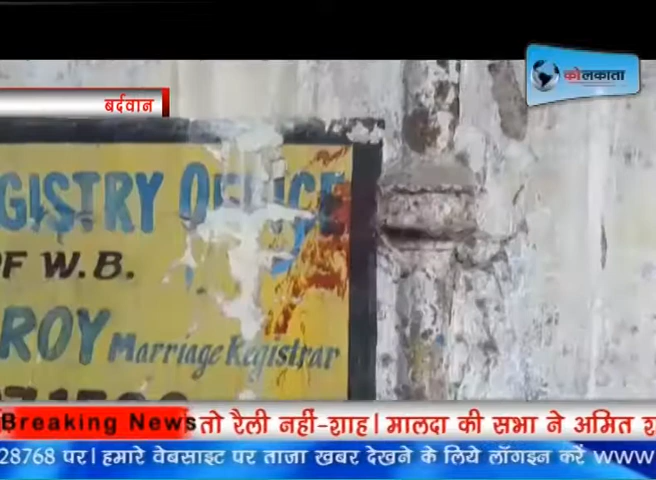 कोलकाता
बर्दवान
GISTRY OFFICE
OF W.B.
ROY Marriage Registrar
Breaking News तो रैली नहीं-शाह। मालदा की सभा ने अमित
28768 पर। हमारे वेबसाइट पर ताजा खबर देखने के लिये लॉगइन करें www